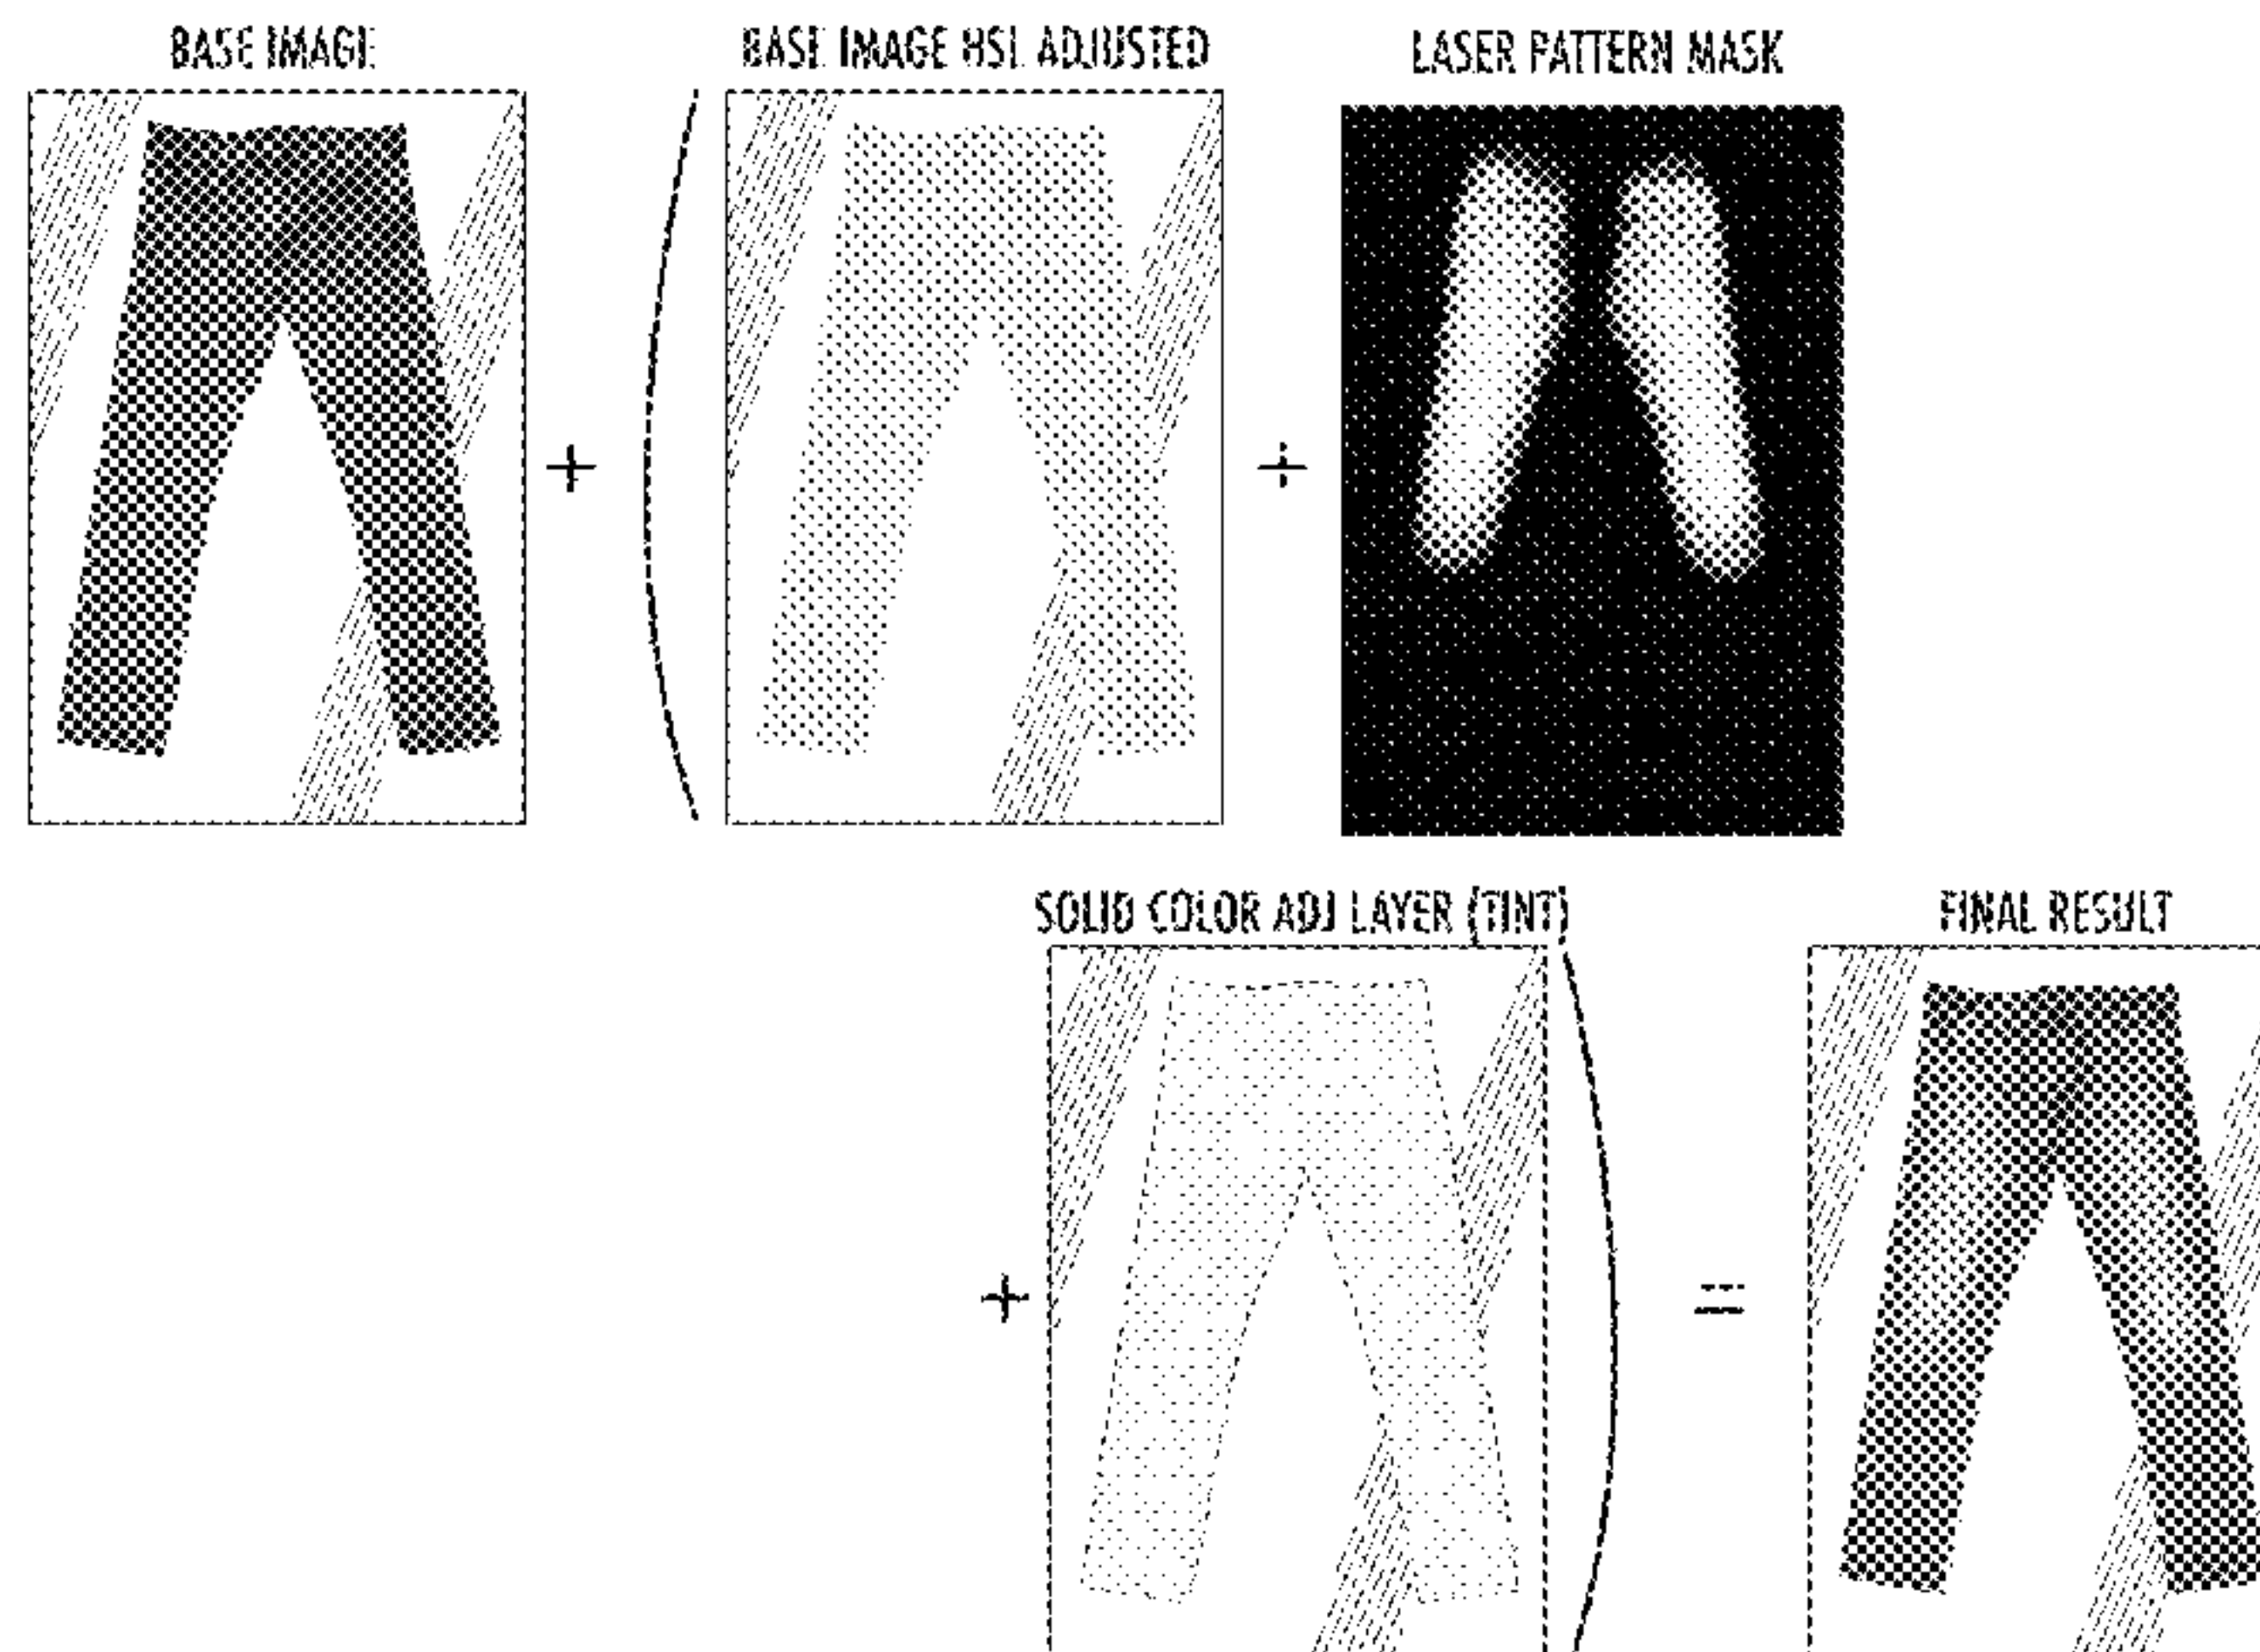 BASE IMAGE
BASE IMAGE HSL ADJUSTED
LASER PATTERN MASK
+
÷
SOLID COLOR ADJ LAYER (TINT)
FINAL RESULT
+
=